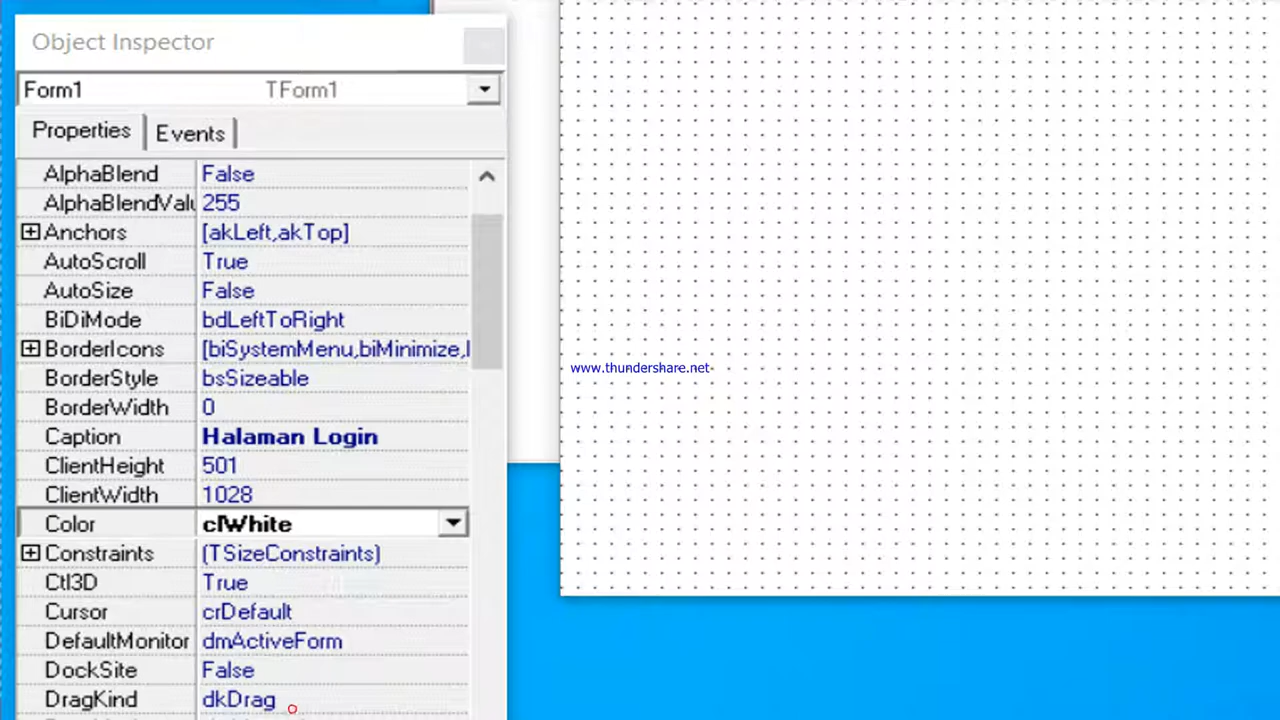 Object Inspector
Form1 TForm1
Properties Events
AlphaBlend False
AlphaBlendValu 255
Anchors [akLeft,akTop]
AutoScroll True
AutoSize False
BiDiMode bdLeftToRight
BorderIcons [biSystemMenu,biMinimize,
BorderStyle bsSizeable
BorderWidth 0
Caption Halaman Login
ClientHeight 501
ClientWidth 1028
Color clWhite
Constraints (TSizeConstraints)
Ctl3D True
Cursor crDefault
DefaultMonitor dmActiveForm
DockSite False
DragKind dkDrag
www.thundershare.net